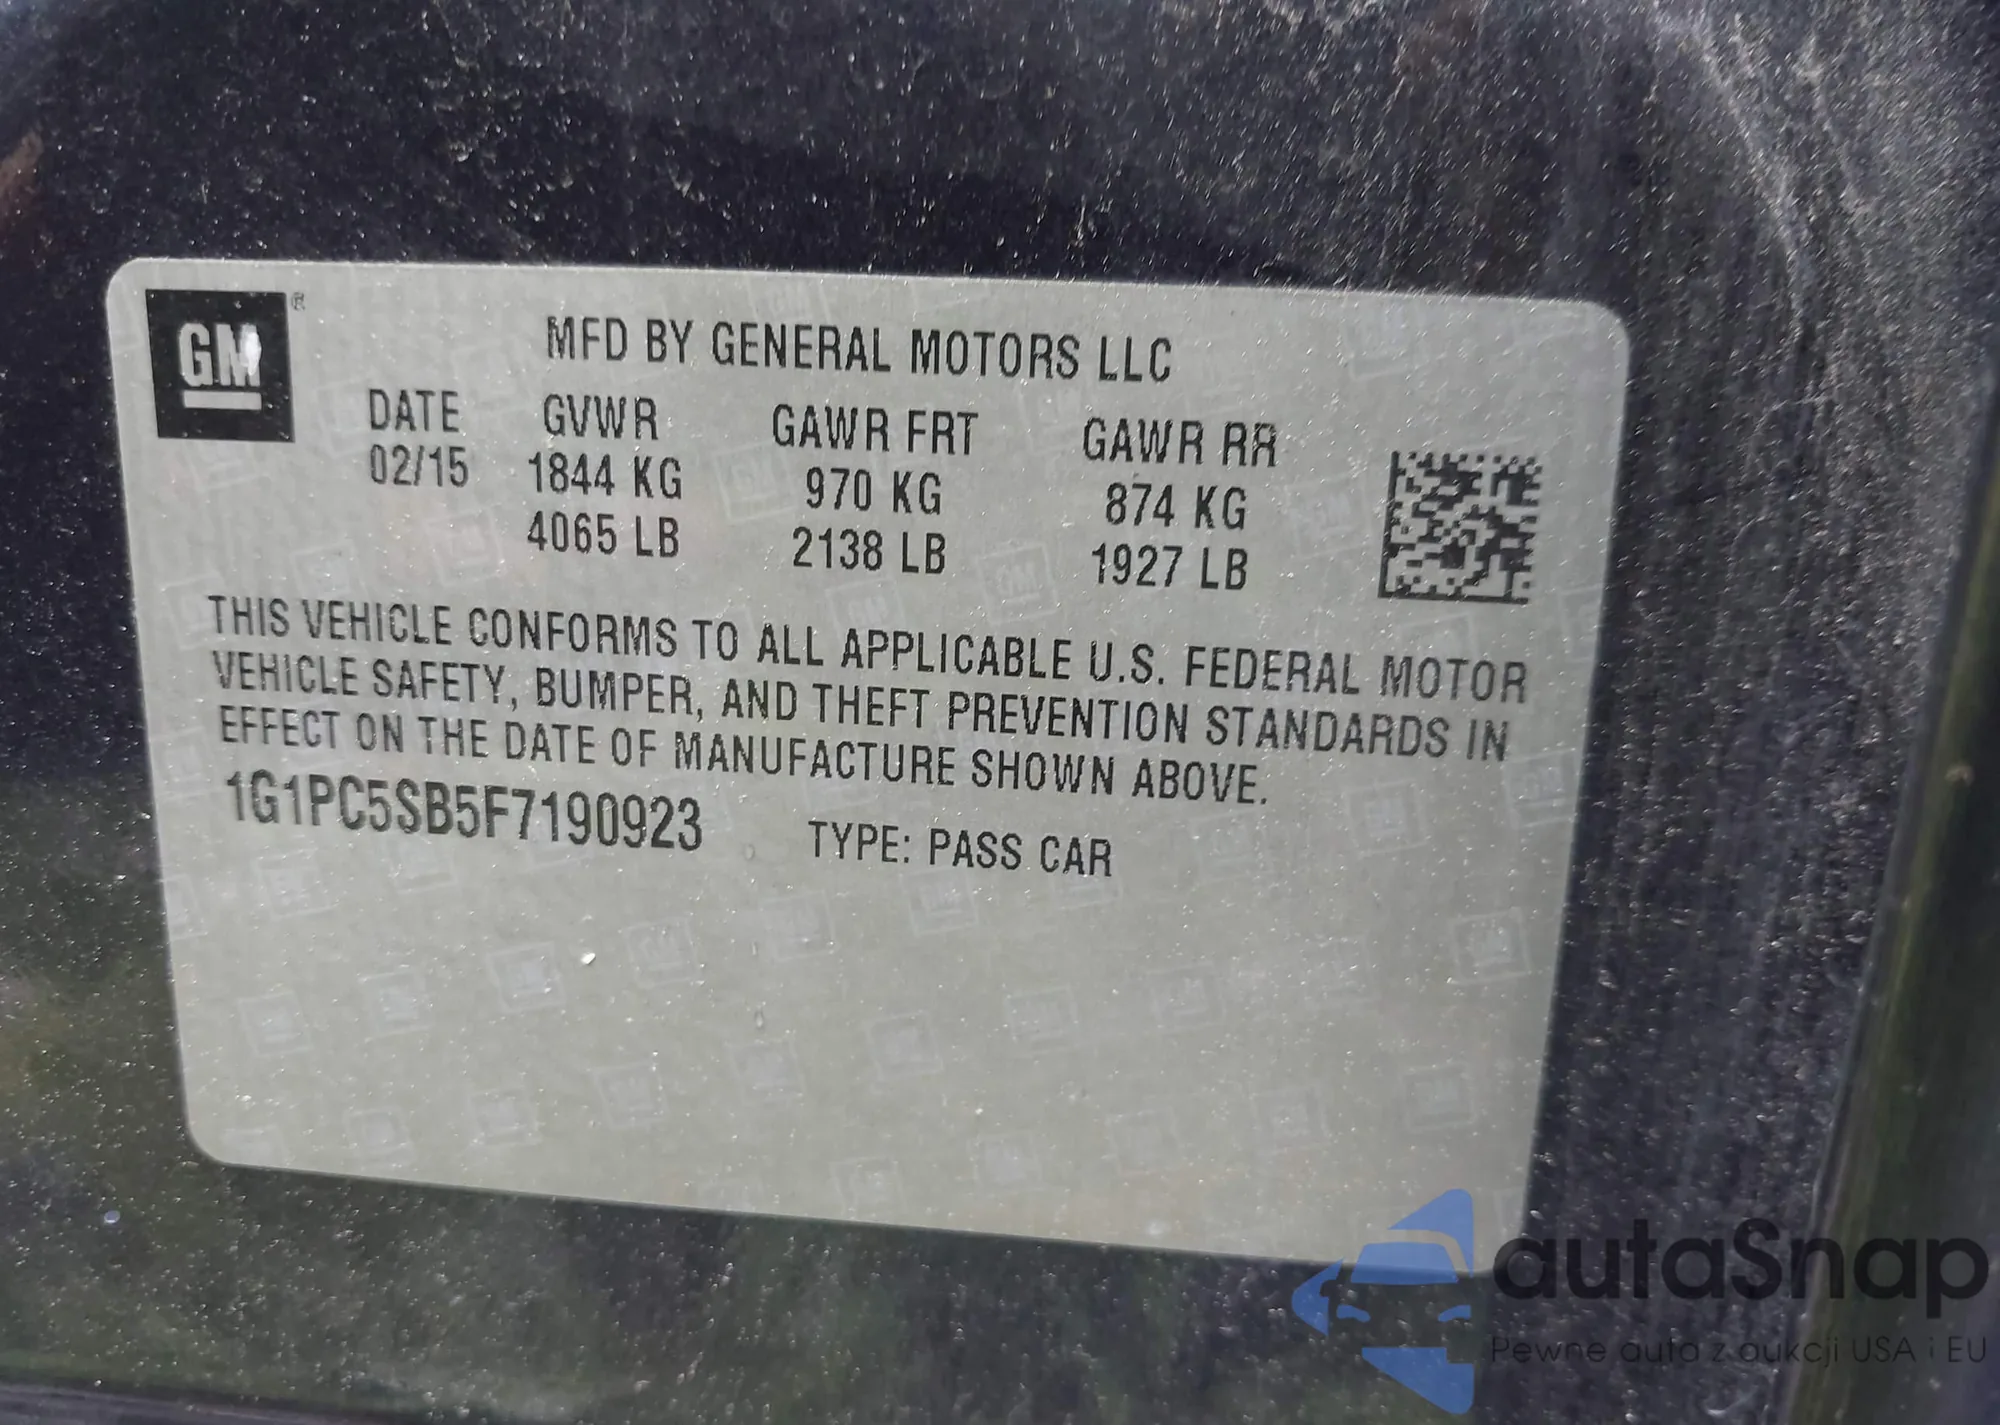 GM®
MFD BY GENERAL MOTORS LLC
DATE GVWR GAWR FRT GAWR RR
02/15 1844 KG 970 KG 874 KG
4065 LB 2138 LB 1927 LB
THIS VEHICLE CONFORMS TO ALL APPLICABLE U.S. FEDERAL MOTOR
VEHICLE SAFETY, BUMPER, AND THEFT PREVENTION STANDARDS IN
EFFECT ON THE DATE OF MANUFACTURE SHOWN ABOVE.
1G1PC5SB5F7190923 TYPE: PASS CAR
autaSnap
Pewne auta z aukcji USA i EU